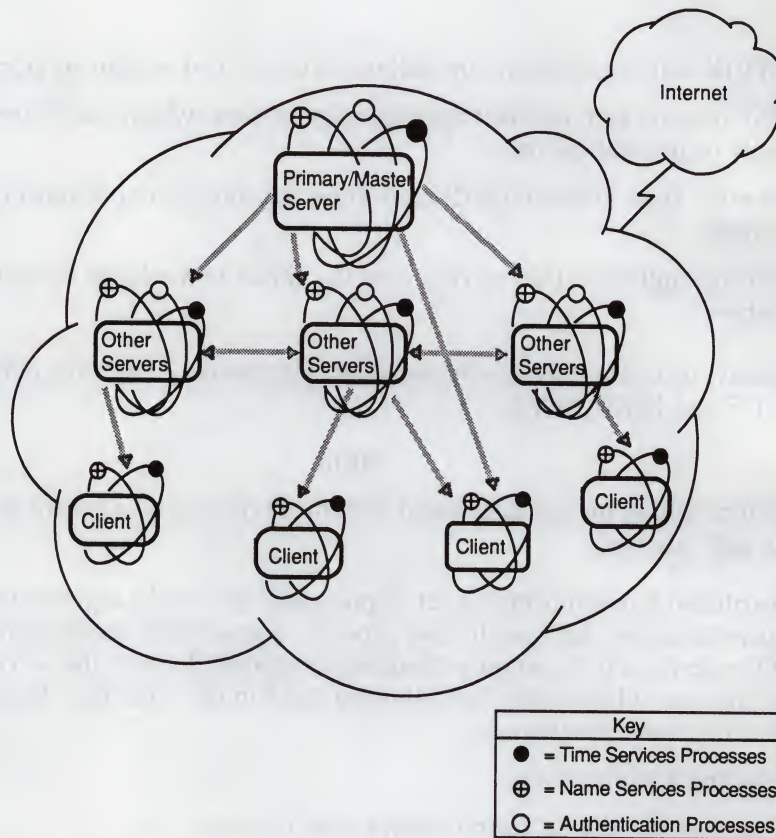 Internet
Primary/Master
Server
Other
Servers
Other
Servers
Other
Servers
Client
Client
Client
Client
Key
= Time Services Processes
= Name Services Processes
= Authentication Processes